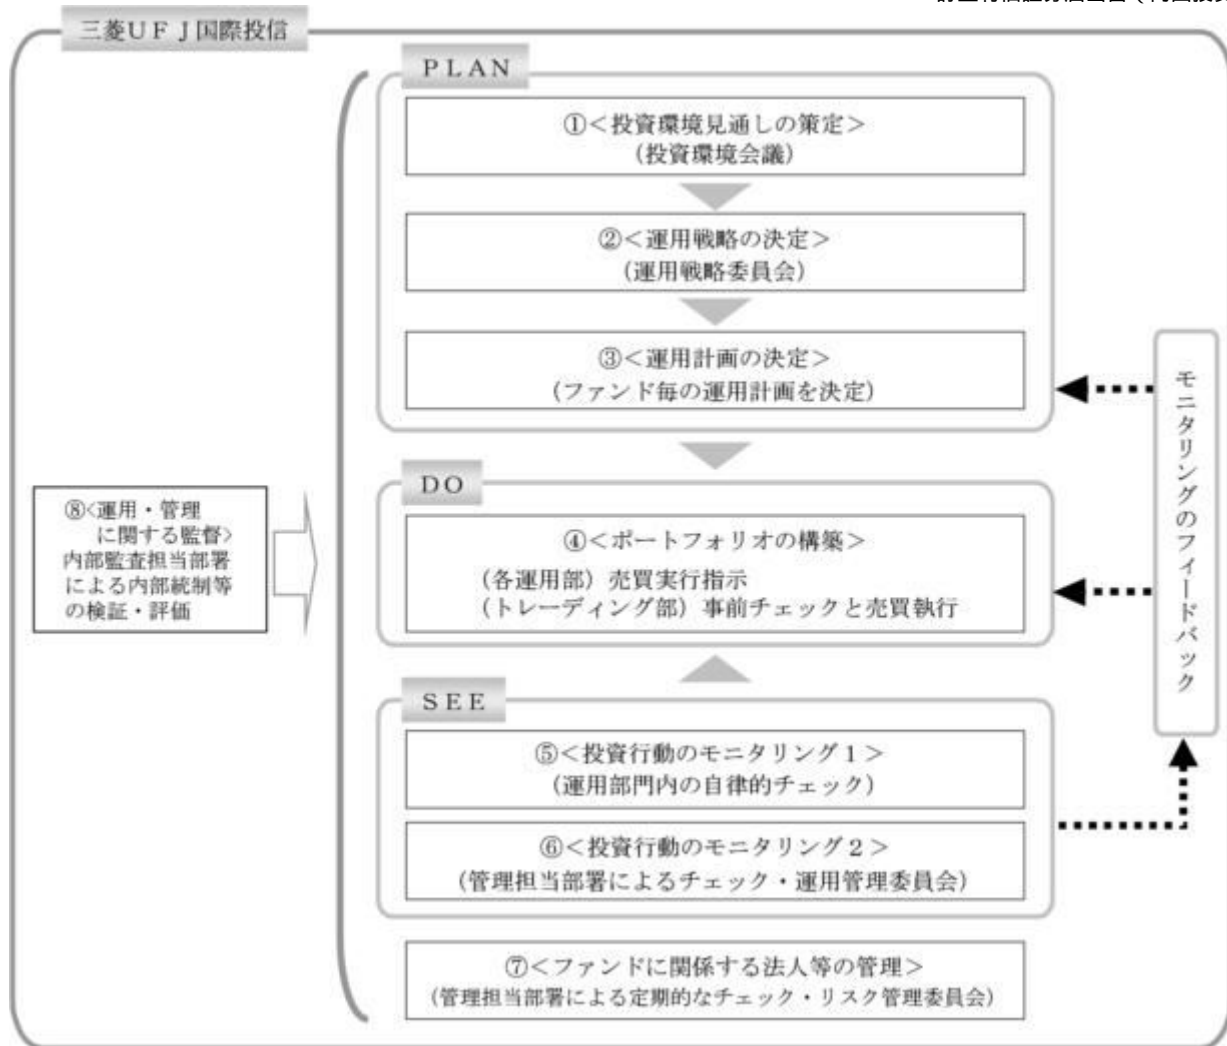 三菱ＵＦＪ国際投信
ＰＬＡＮ
①＜投資環境見通しの策定＞
（投資環境会議）
②＜運用戦略の決定＞
（運用戦略委員会）
③＜運用計画の決定＞
（ファンド毎の運用計画を決定）
ＤＯ
④＜ポートフォリオの構築＞
（各運用部）売買実行指示
（トレーディング部）事前チェックと売買執行
ＳＥＥ
⑤＜投資行動のモニタリング１＞
（運用部門内の自律的チェック）
⑥＜投資行動のモニタリング２＞
（管理担当部署によるチェック・運用管理委員会）
⑦＜ファンドに関係する法人等の管理＞
（管理担当部署による定期的なチェック・リスク管理委員会）
⑧<運用・管理
に関する監督>
内部監査担当部署
による内部統制等
の検証・評価
モニタリングのフィードバック